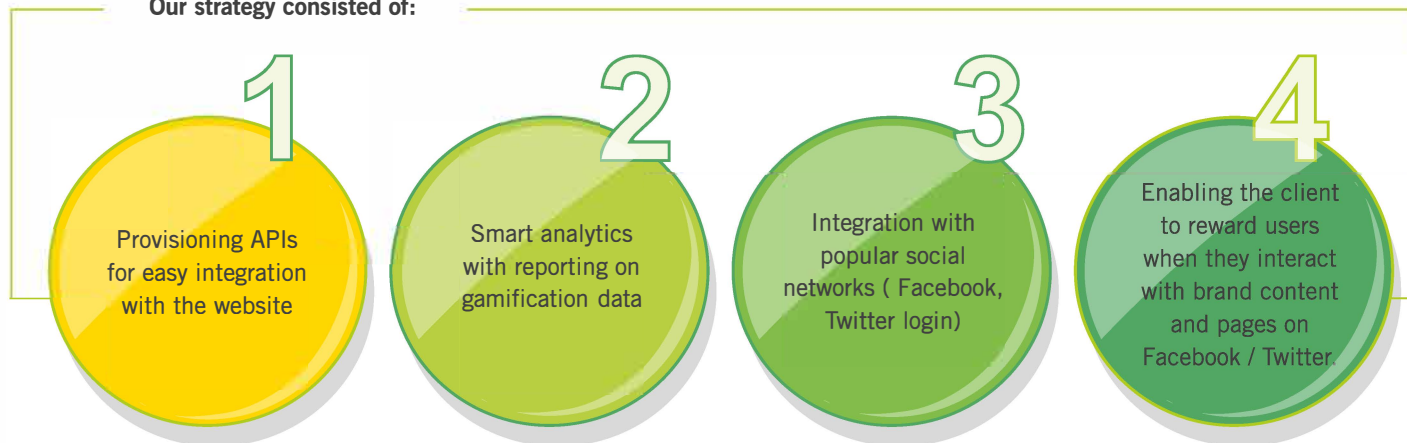 Our strategy consisted of:
1
Provisioning APIs
for easy integration
with the website
2
Smart analytics
with reporting on
gamification data
3
Integration with
popular social
networks ( Facebook,
Twitter login)
4
Enabling the client
to reward users
when they interact
with brand content
and pages on
Facebook / Twitter.